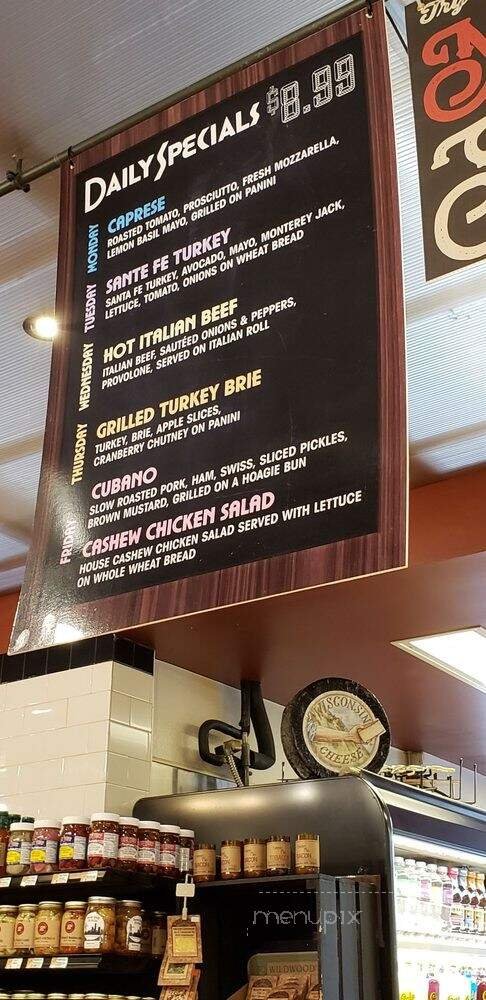 DAILY SPECIALS $8.99
MONDAY
CAPRESE
ROASTED TOMATO, PROSCIUTTO, FRESH MOZZARELLA,
LEMON BASIL MAYO, GRILLED ON PANINI
TUESDAY
SANTE FE TURKEY
SANTA FE TURKEY, AVOCADO, MAYO, MONTEREY JACK,
LETTUCE, TOMATO, ONIONS ON WHEAT BREAD
WEDNESDAY
HOT ITALIAN BEEF
ITALIAN BEEF, SAUTÉED ONIONS & PEPPERS,
PROVOLONE, SERVED ON ITALIAN ROLL
THURSDAY
GRILLED TURKEY BRIE
TURKEY, BRIE, APPLE SLICES,
CRANBERRY CHUTNEY ON PANINI
FRIDAY
CUBANO
SLOW ROASTED PORK, HAM, SWISS, SLICED PICKLES,
BROWN MUSTARD, GRILLED ON A HOAGIE BUN
CASHEW CHICKEN SALAD
HOUSE CASHEW CHICKEN SALAD SERVED WITH LETTUCE
ON WHOLE WHEAT BREAD
Try
WISCONSIN
CHEESE
BACON
menupix
WILDWOOD